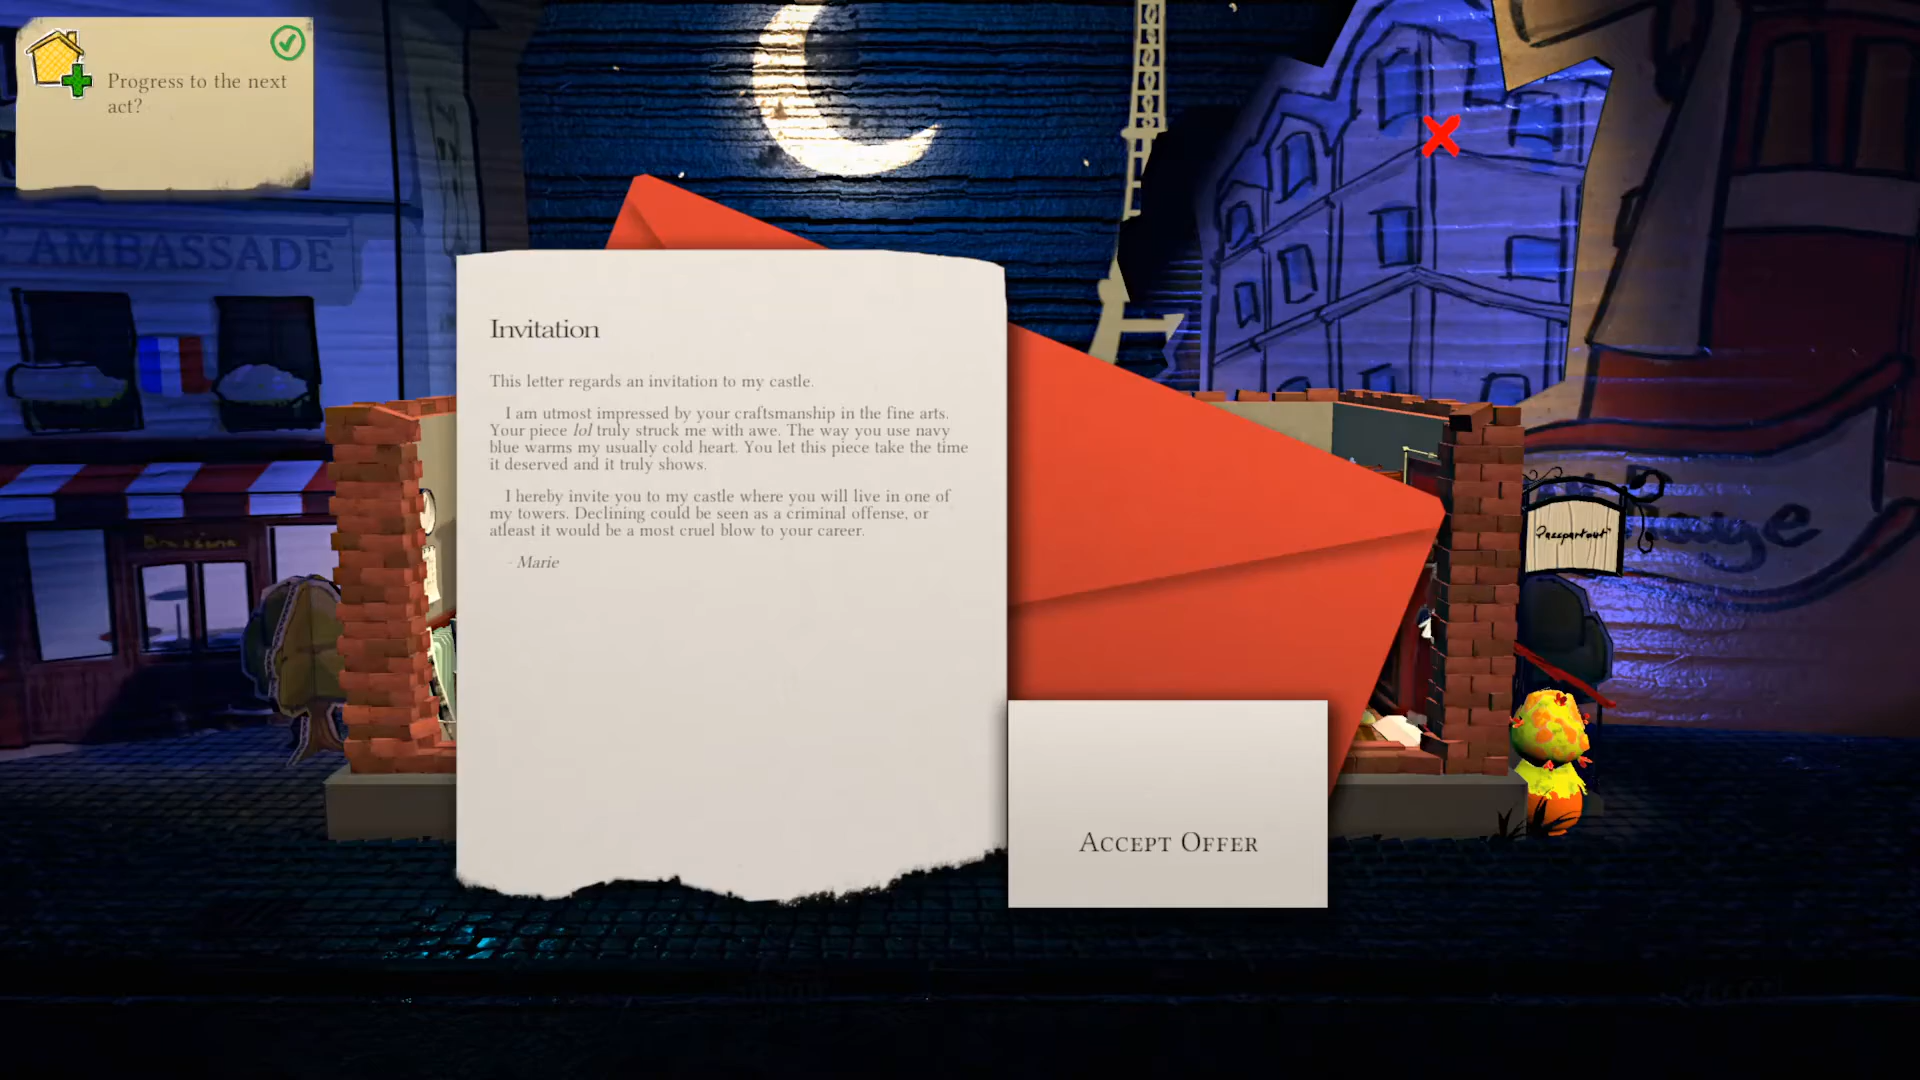 Progress to the next
act?
AMBASSADE
Invitation
This letter regards an invitation to my castle.
I am utmost impressed by your craftsmanship in the fine arts.
Your piece lol truly struck me with awe. The way you use navy
blue warms my usually cold heart. You let this piece take the time
it deserved and it truly shows.
I hereby invite you to my castle where you will live in one of
my towers. Declining could be seen as a criminal offense, or
atleast it would be a most cruel blow to your career.
- Marie
Brasserie
Passpartout
ACCEPT OFFER